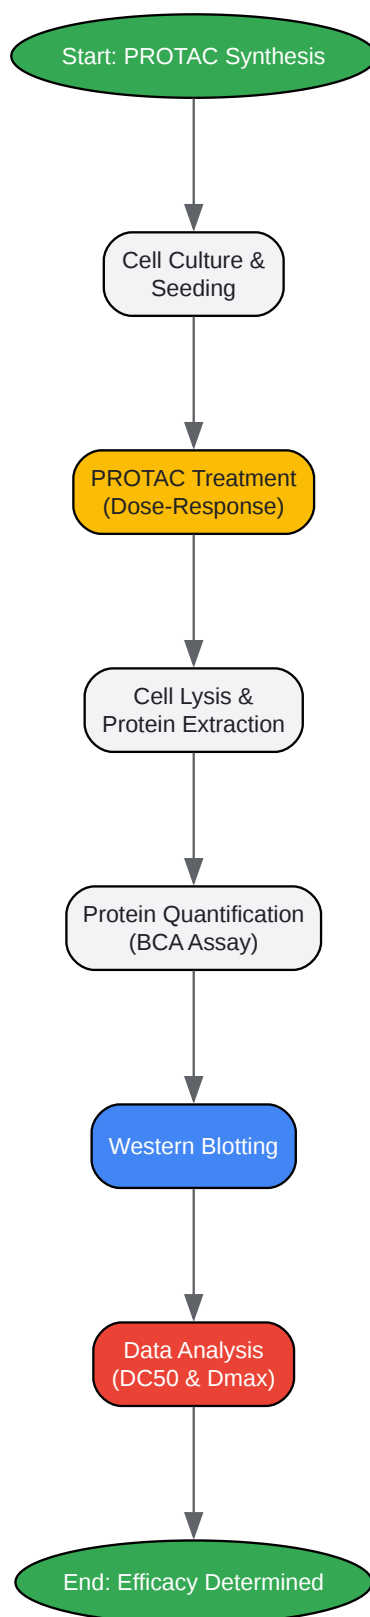 Start: PROTAC Synthesis
Cell Culture &
Seeding
PROTAC Treatment
(Dose-Response)
Cell Lysis &
Protein Extraction
Protein Quantification
(BCA Assay)
Western Blotting
Data Analysis
(DC50 & Dmax)
End: Efficacy Determined